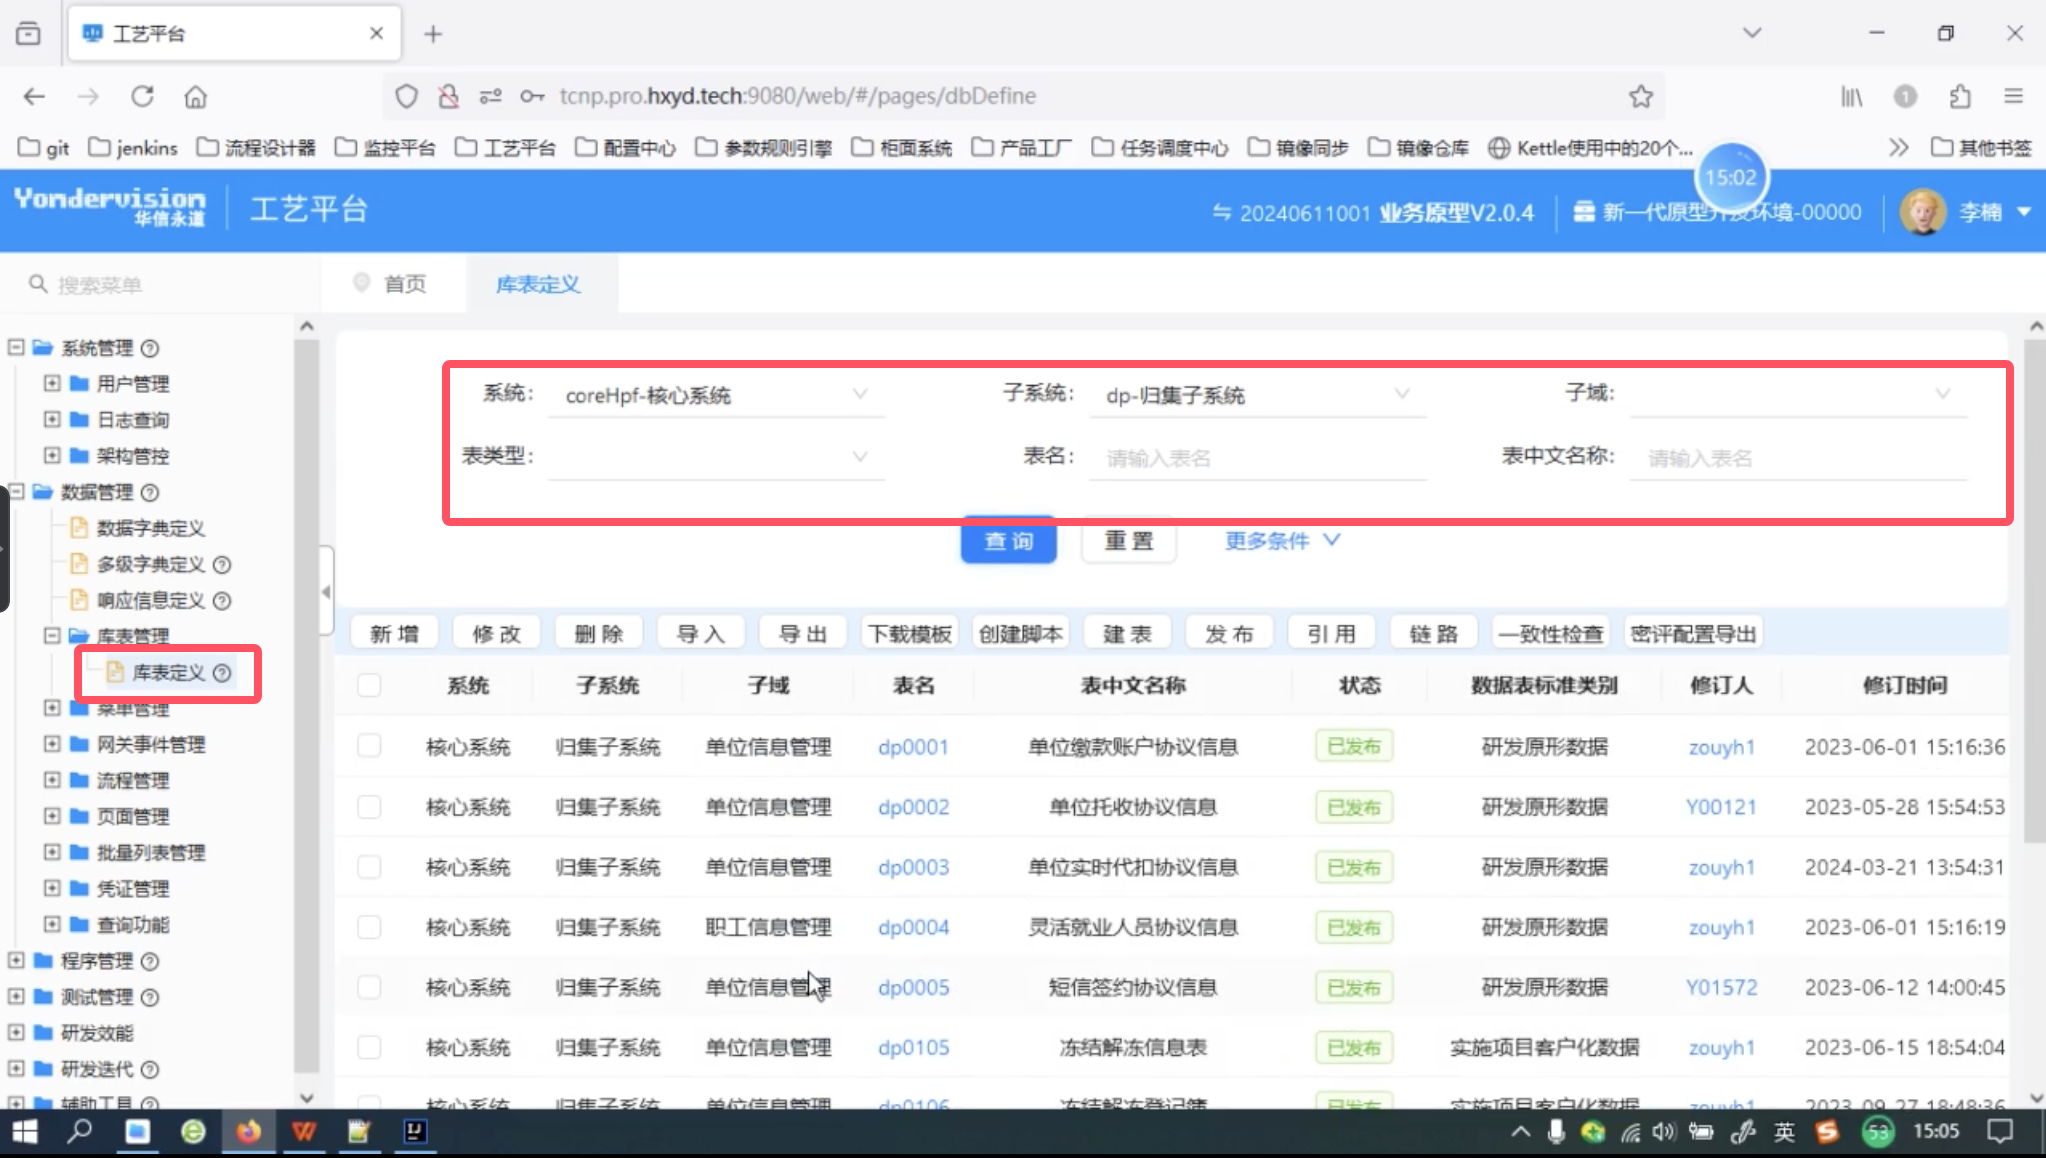 工艺平台
tcnp.pro.hxyd.tech:9080/web/#/pages/dbDefine
1
git jenkins 流程设计器 监控平台 工艺平台 配置中心 参数规则引擎 柜面系统 产品工厂 任务调度中心 镜像同步 镜像仓库 Kettle使用中的20个... 其他书签
15:02
Yondervision
华信永道
工艺平台
20240611001 业务原型V2.0.4 新一代原型开发环境-00000 李楠
搜索菜单 首页 库表定义
系统管理
用户管理
日志查询
架构管控
数据管理
数据字典定义
多级字典定义
响应信息定义
库表管理
库表定义
菜单管理
网关事件管理
流程管理
页面管理
批量列表管理
凭证管理
查询功能
程序管理
测试管理
研发效能
研发迭代
辅助工具
系统: coreHpf-核心系统 子系统: dp-归集子系统 子域:
表类型: 表名: 请输入表名 表中文名称: 请输入表名
查询 重置 更多条件
新增 修改 删除 导入 导出 下载模板 创建脚本 建表 发布 引用 链路 一致性检查 密评配置导出
系统 子系统 子域 表名 表中文名称 状态 数据表标准类别 修订人 修订时间
核心系统 归集子系统 单位信息管理 dp0001 单位缴款账户协议信息 已发布 研发原形数据 zouyh1 2023-06-01 15:16:36
核心系统 归集子系统 单位信息管理 dp0002 单位托收协议信息 已发布 研发原形数据 Y00121 2023-05-28 15:54:53
核心系统 归集子系统 单位信息管理 dp0003 单位实时代扣协议信息 已发布 研发原形数据 zouyh1 2024-03-21 13:54:31
核心系统 归集子系统 职工信息管理 dp0004 灵活就业人员协议信息 已发布 研发原形数据 zouyh1 2023-06-01 15:16:19
核心系统 归集子系统 单位信息管理 dp0005 短信签约协议信息 已发布 研发原形数据 Y01572 2023-06-12 14:00:45
核心系统 归集子系统 单位信息管理 dp0105 冻结解冻信息表 已发布 实施项目客户化数据 zouyh1 2023-06-15 18:54:04
核心系统 归集子系统 单位信息管理 dp0106 冻结解冻登记簿 已发布 实施项目客户化数据 zouyh1 2023-09-27 18:48:36
英 53 15:05